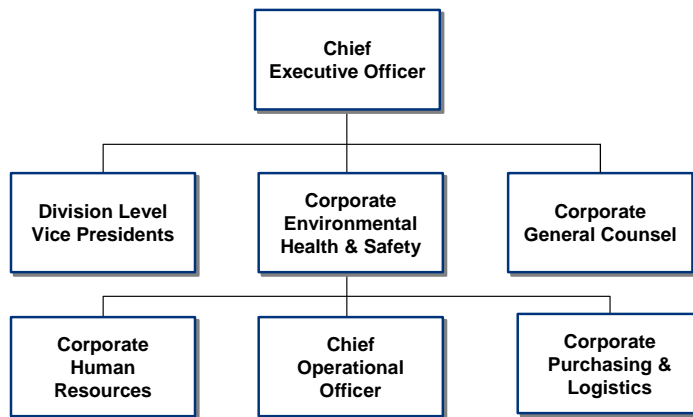 Chief
Executive Officer
Division Level
Vice Presidents
Corporate
Environmental
Health & Safety
Corporate
General Counsel
Corporate
Human
Resources
Chief
Operational
Officer
Corporate
Purchasing &
Logistics